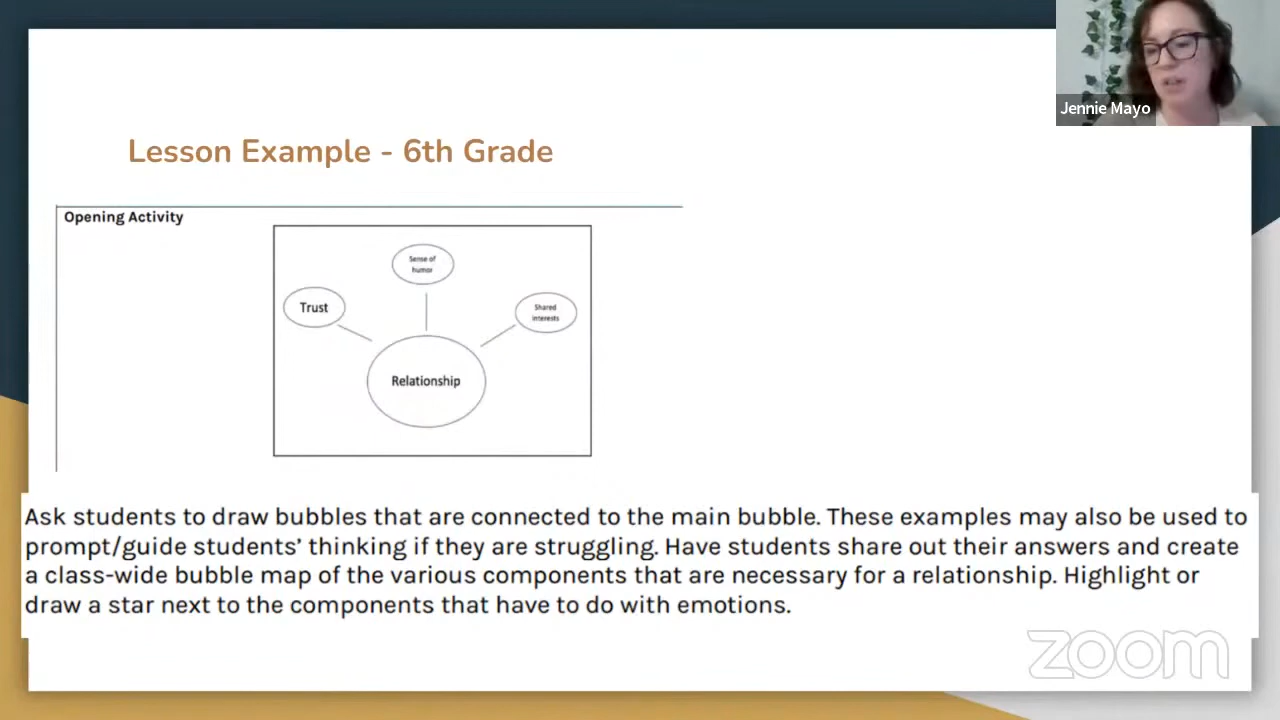 Jennie Mayo
Lesson Example - 6th Grade
Opening Activity
Sense of
humor
Trust
Shared
interests
Relationship
Ask students to draw bubbles that are connected to the main bubble. These examples may also be used to
prompt/guide students’ thinking if they are struggling. Have students share out their answers and create
a class-wide bubble map of the various components that are necessary for a relationship. Highlight or
draw a star next to the components that have to do with emotions.
zoom